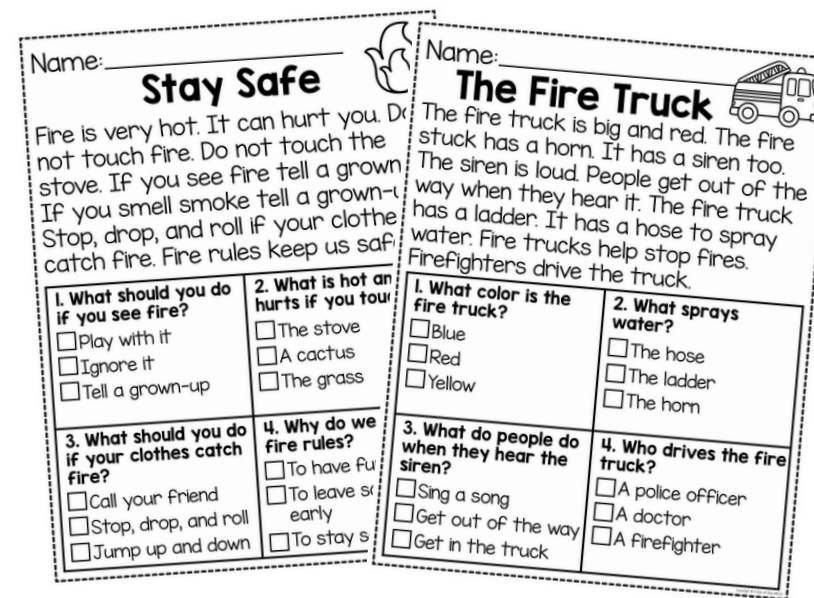 Name:
Stay Safe
Fire is very hot. It can hurt you. Do
not touch fire. Do not touch the
stove. If you see fire tell a grown
If you smell smoke tell a grown-u
Stop, drop, and roll if your clothe
catch fire. Fire rules keep us safe
1. What should you do
if you see fire?
Play with it
Ignore it
Tell a grown-up
2. What is hot an
hurts if you touc
The stove
A cactus
The grass
3. What should you do
if your clothes catch
fire?
Call your friend
Stop, drop, and roll
Jump up and down
4. Why do we
fire rules?
To have fu
To leave sc
early
To stay s
Name:
The Fire Truck
The fire truck is big and red. The fire
stuck has a horn. It has a siren too.
The siren is loud. People get out of the
way when they hear it. The fire truck
has a ladder. It has a hose to spray
water. Fire trucks help stop fires.
Firefighters drive the truck.
1. What color is the
fire truck?
Blue
Red
Yellow
2. What sprays
water?
The hose
The ladder
The horn
3. What do people do
when they hear the
siren?
Sing a song
Get out of the way
Get in the truck
4. Who drives the fire
truck?
A police officer
A doctor
A firefighter